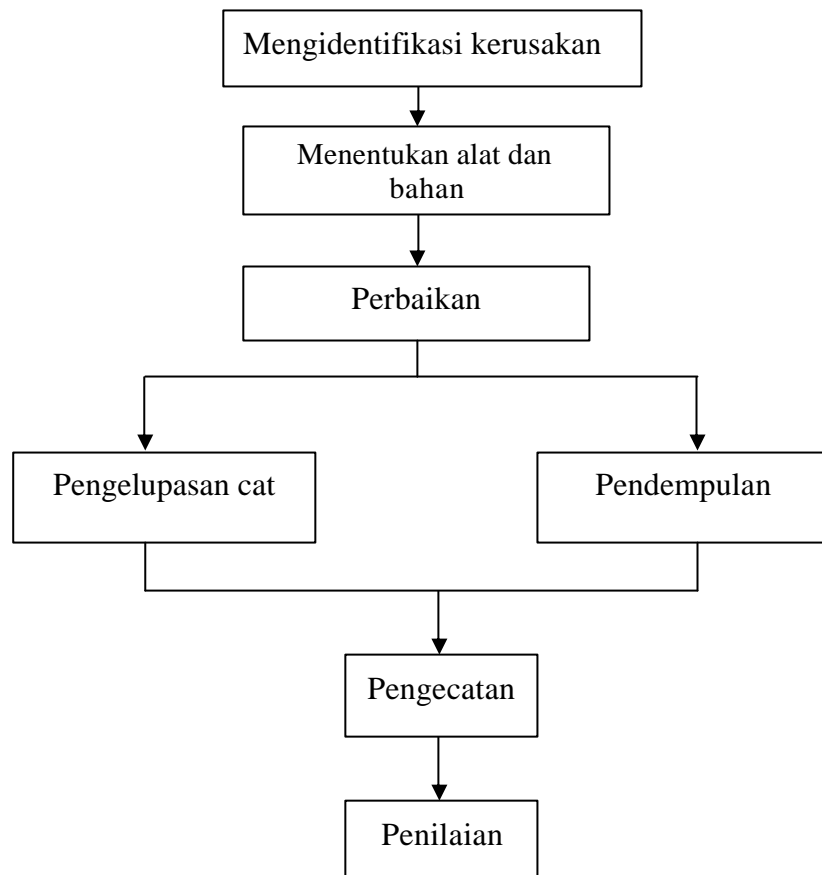 Mengidentifikasi kerusakan
Menentukan alat dan
bahan
Perbaikan
Pengelupasan cat
Pendempulan
Pengecatan
Penilaian